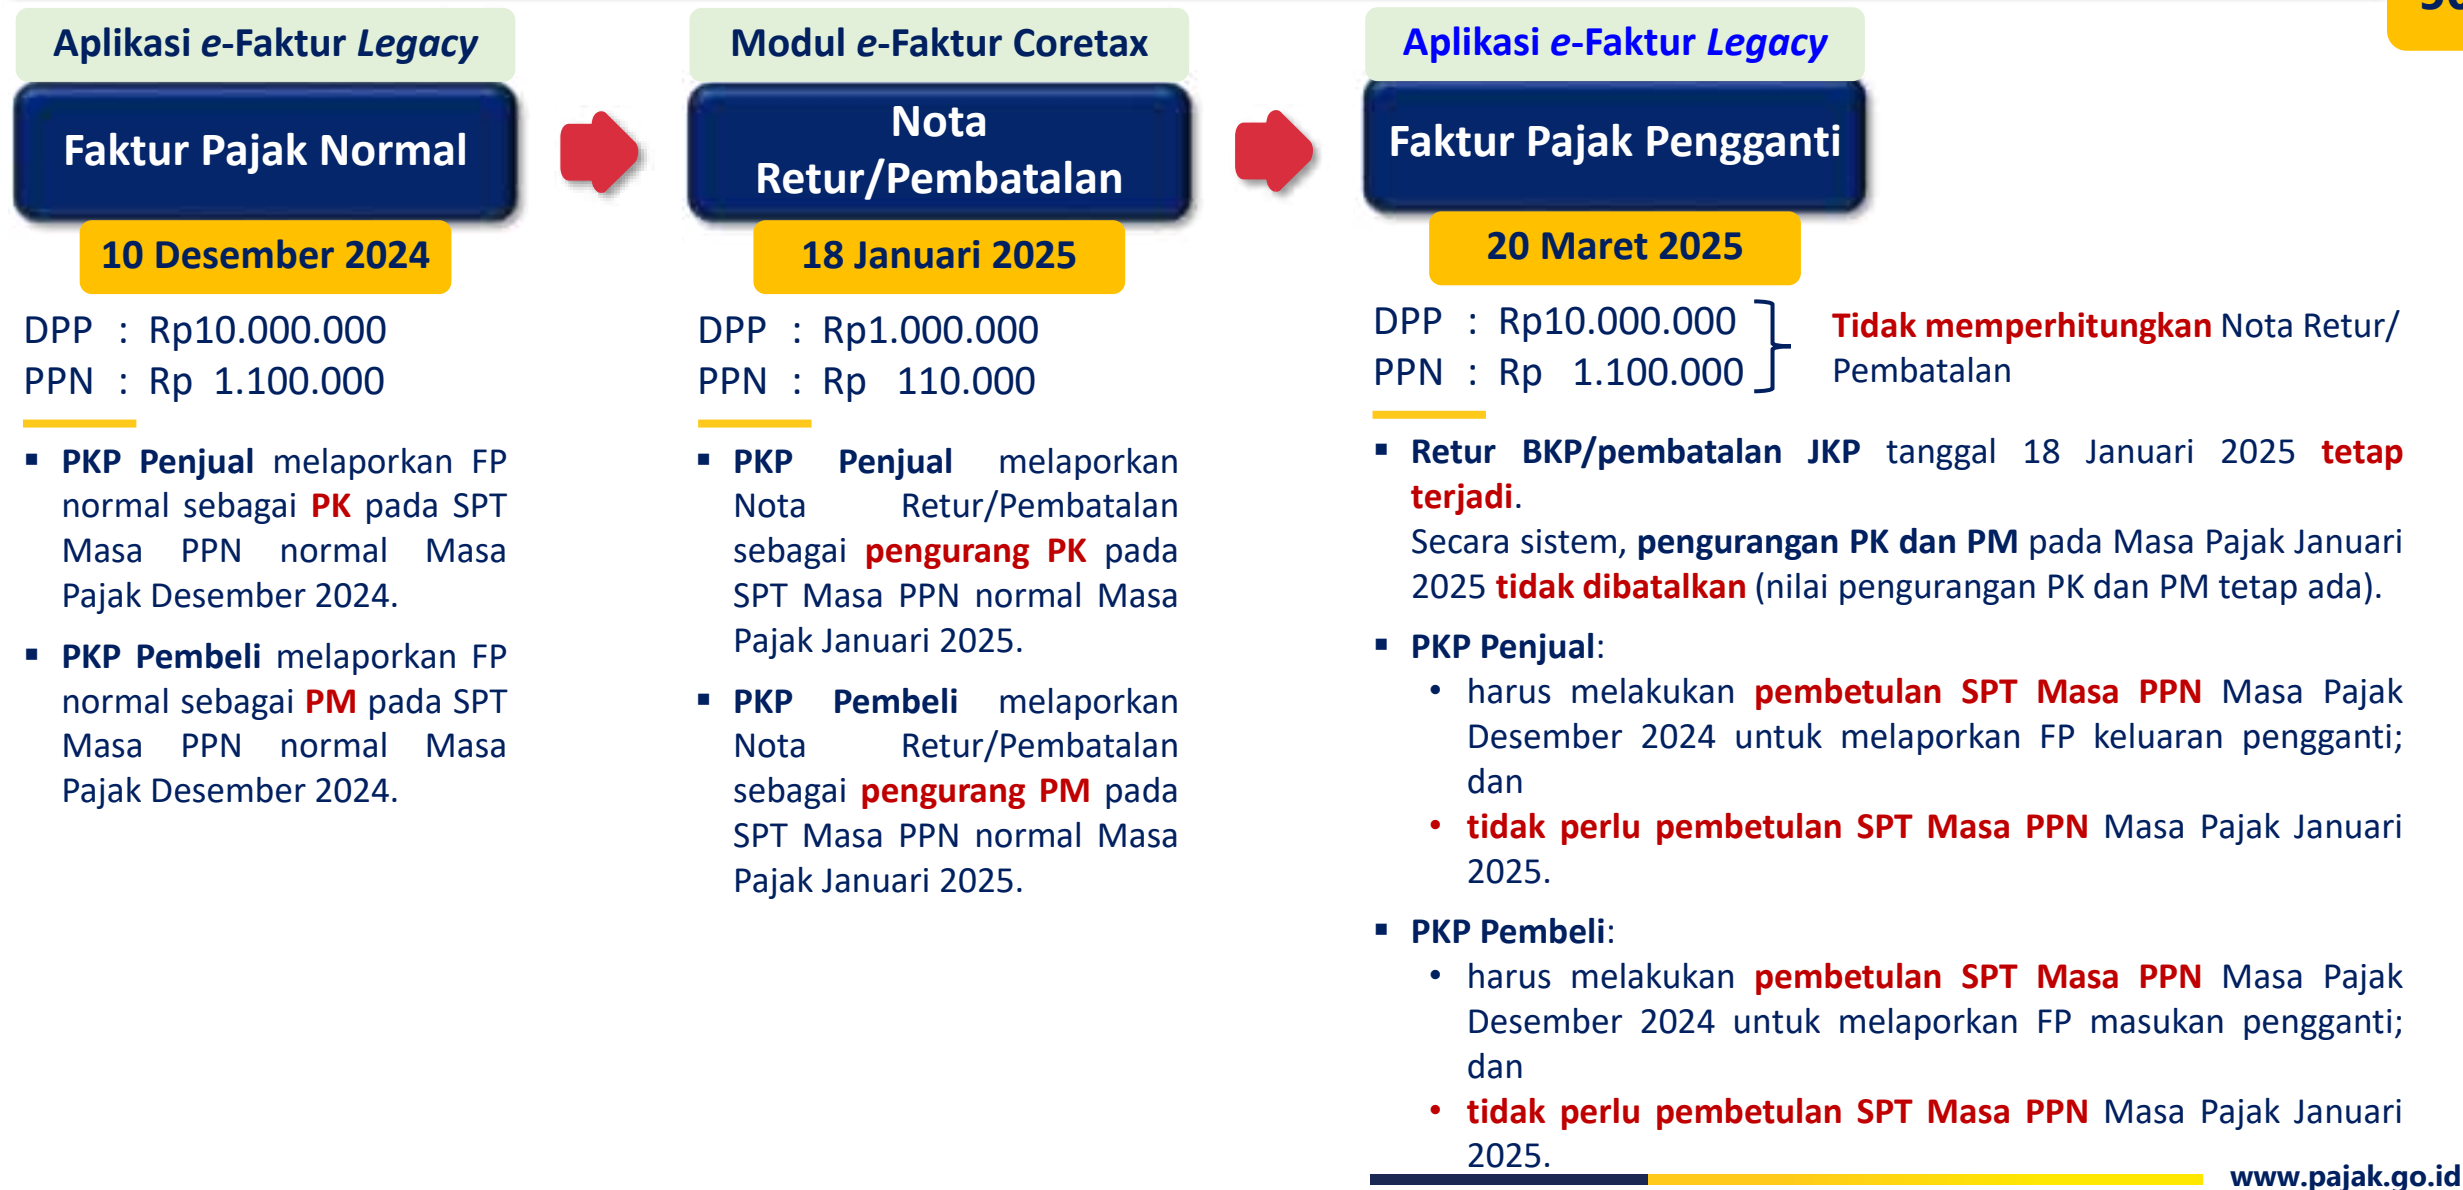 Aplikasi e-Faktur Legacy
Faktur Pajak Normal
10 Desember 2024
DPP : Rp10.000.000
PPN : Rp 1.100.000
▪ PKP Penjual melaporkan FP
normal sebagai PK pada SPT
Masa PPN normal Masa
Pajak Desember 2024.
▪ PKP Pembeli melaporkan FP
normal sebagai PM pada SPT
Masa PPN normal Masa
Pajak Desember 2024.
Modul e-Faktur Coretax
Nota
Retur/Pembatalan
18 Januari 2025
DPP : Rp1.000.000
PPN : Rp 110.000
▪ PKP Penjual melaporkan
Nota Retur/Pembatalan
sebagai pengurang PK pada
SPT Masa PPN normal Masa
Pajak Januari 2025.
▪ PKP Pembeli melaporkan
Nota Retur/Pembatalan
sebagai pengurang PM pada
SPT Masa PPN normal Masa
Pajak Januari 2025.
Aplikasi e-Faktur Legacy
Faktur Pajak Pengganti
20 Maret 2025
DPP : Rp10.000.000
PPN : Rp 1.100.000
Tidak memperhitungkan Nota Retur/
Pembatalan
▪ Retur BKP/pembatalan JKP tanggal 18 Januari 2025 tetap
terjadi.
Secara sistem, pengurangan PK dan PM pada Masa Pajak Januari
2025 tidak dibatalkan (nilai pengurangan PK dan PM tetap ada).
▪ PKP Penjual:
• harus melakukan pembetulan SPT Masa PPN Masa Pajak
Desember 2024 untuk melaporkan FP keluaran pengganti;
dan
• tidak perlu pembetulan SPT Masa PPN Masa Pajak Januari
2025.
▪ PKP Pembeli:
• harus melakukan pembetulan SPT Masa PPN Masa Pajak
Desember 2024 untuk melaporkan FP masukan pengganti;
dan
• tidak perlu pembetulan SPT Masa PPN Masa Pajak Januari
2025.
www.pajak.go.id